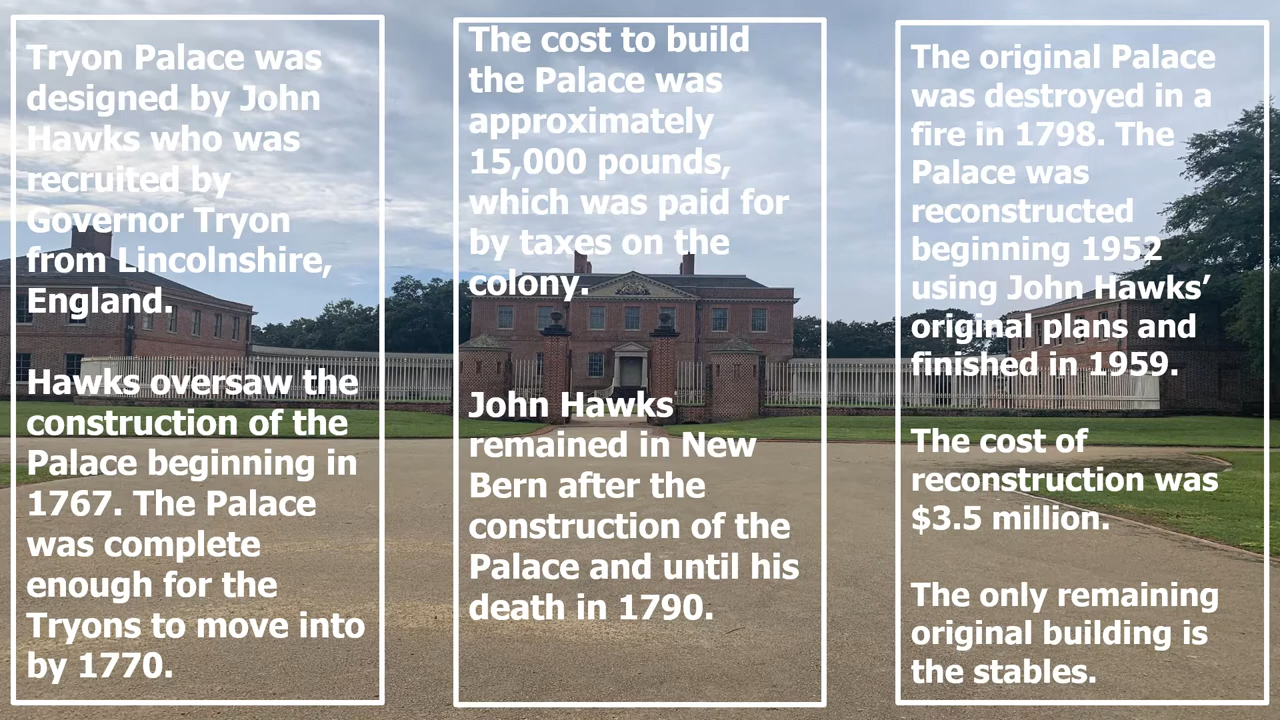 Tryon Palace was
designed by John
Hawks who was
recruited by
Governor Tryon
from Lincolnshire,
England.
Hawks oversaw the
construction of the
Palace beginning in
1767. The Palace
was complete
enough for the
Tryons to move into
by 1770.
The cost to build
the Palace was
approximately
15,000 pounds,
which was paid for
by taxes on the
colony.
John Hawks
remained in New
Bern after the
construction of the
Palace and until his
death in 1790.
The original Palace
was destroyed in a
fire in 1798. The
Palace was
reconstructed
beginning 1952
using John Hawks’
original plans and
finished in 1959.
The cost of
reconstruction was
$3.5 million.
The only remaining
original building is
the stables.